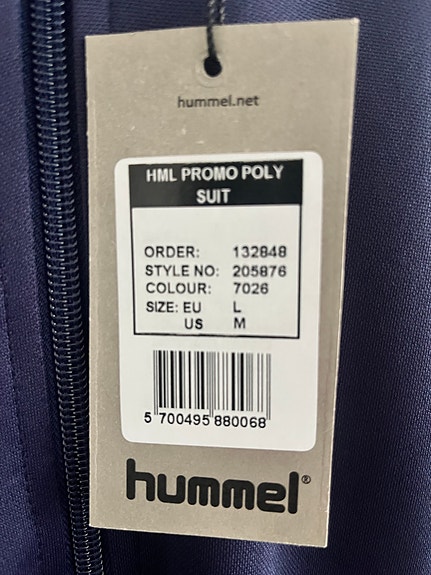 hummel.net
HML PROMO POLY
SUIT
ORDER: 132848
STYLE NO: 205876
COLOUR: 7026
SIZE: EU L
US M
5 700495 880068
hummel®